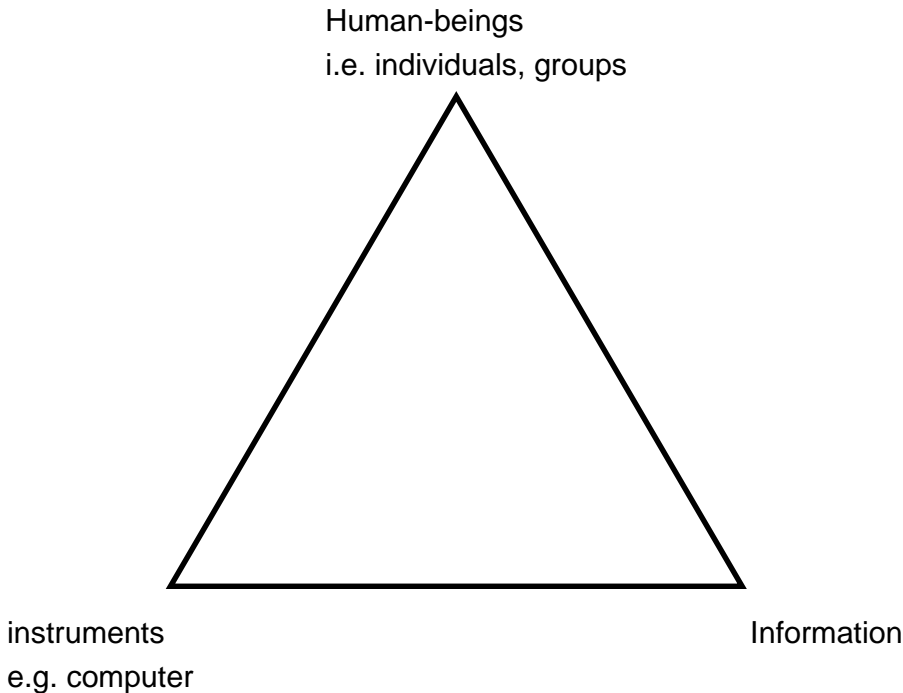 Human-beings
i.e. individuals, groups
instruments
Information
e.g. computer